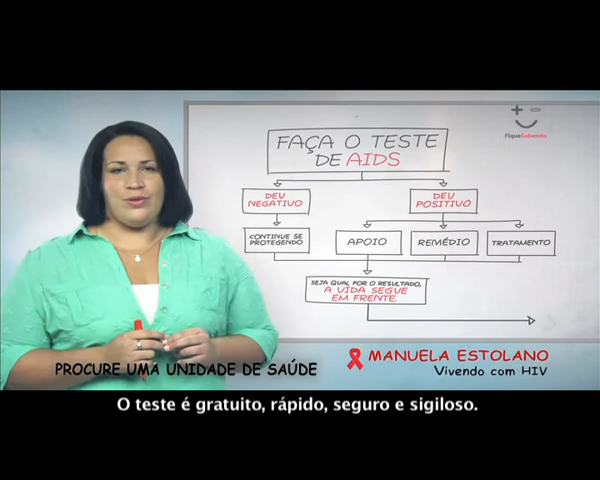 + -
FiqueSabendo
FAÇA O TESTE
DE AIDS
DEU
NEGATIVO
DEU
POSITIVO
CONTINUE SE
PROTEGENDO
APOIO
REMÉDIO
TRATAMENTO
SEJA QUAL FOR O RESULTADO,
A VIDA SEGUE
EM FRENTE.
MANUELA ESTOLANO
Vivendo com HIV
PROCURE UMA UNIDADE DE SAÚDE
O teste é gratuito, rápido, seguro e sigiloso.